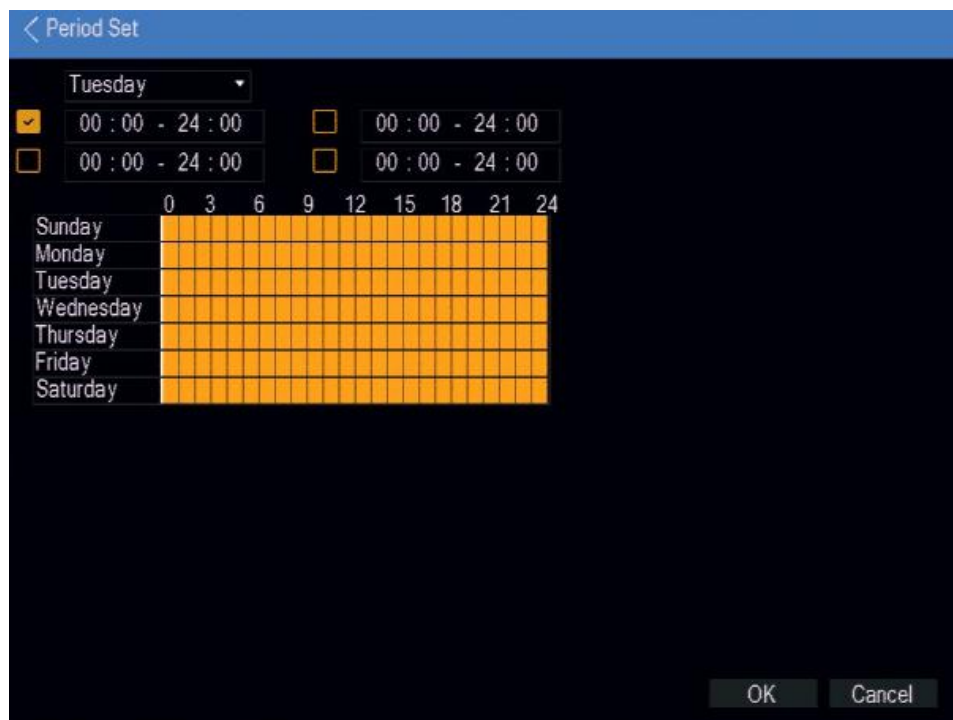 < Period Set
Tuesday
00 : 00 - 24 : 00 00 : 00 - 24 : 00
00 : 00 - 24 : 00 00 : 00 - 24 : 00
0 3 6 9 12 15 18 21 24
Sunday
Monday
Tuesday
Wednesday
Thursday
Friday
Saturday
OK Cancel